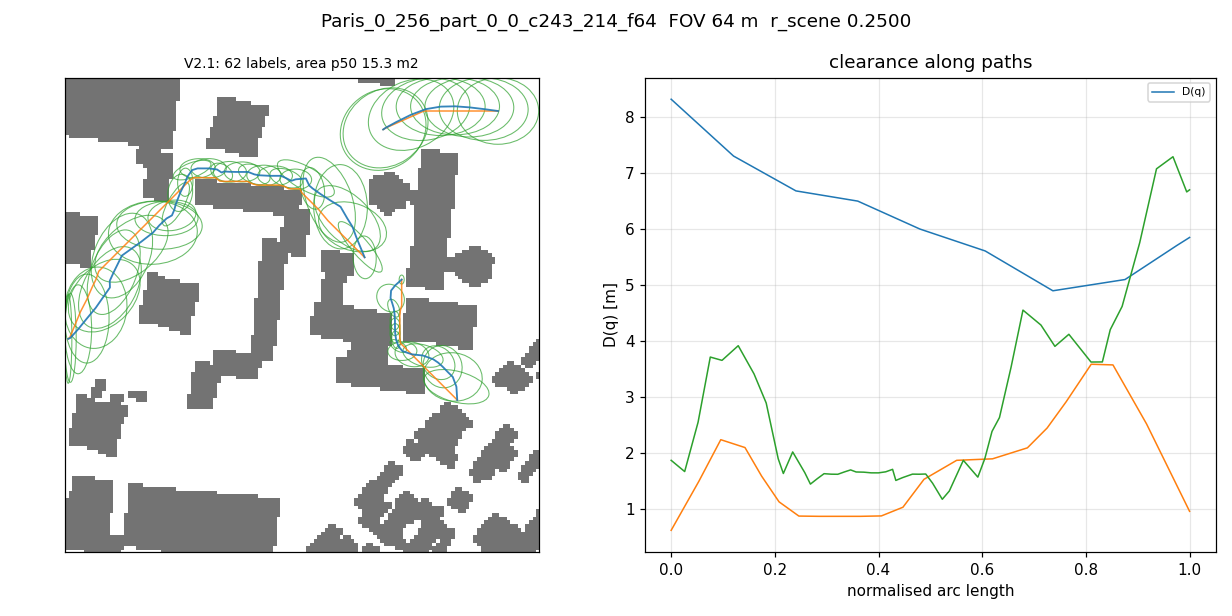 Paris_0_256_part_0_0_c243_214_f64  FOV 64 m  r_scene 0.2500
V2.1: 62 labels, area p50 15.3 m2
clearance along paths
D(q)
D(q) [m]
8
7
6
5
4
3
2
1
0.0 0.2 0.4 0.6 0.8 1.0
normalised arc length